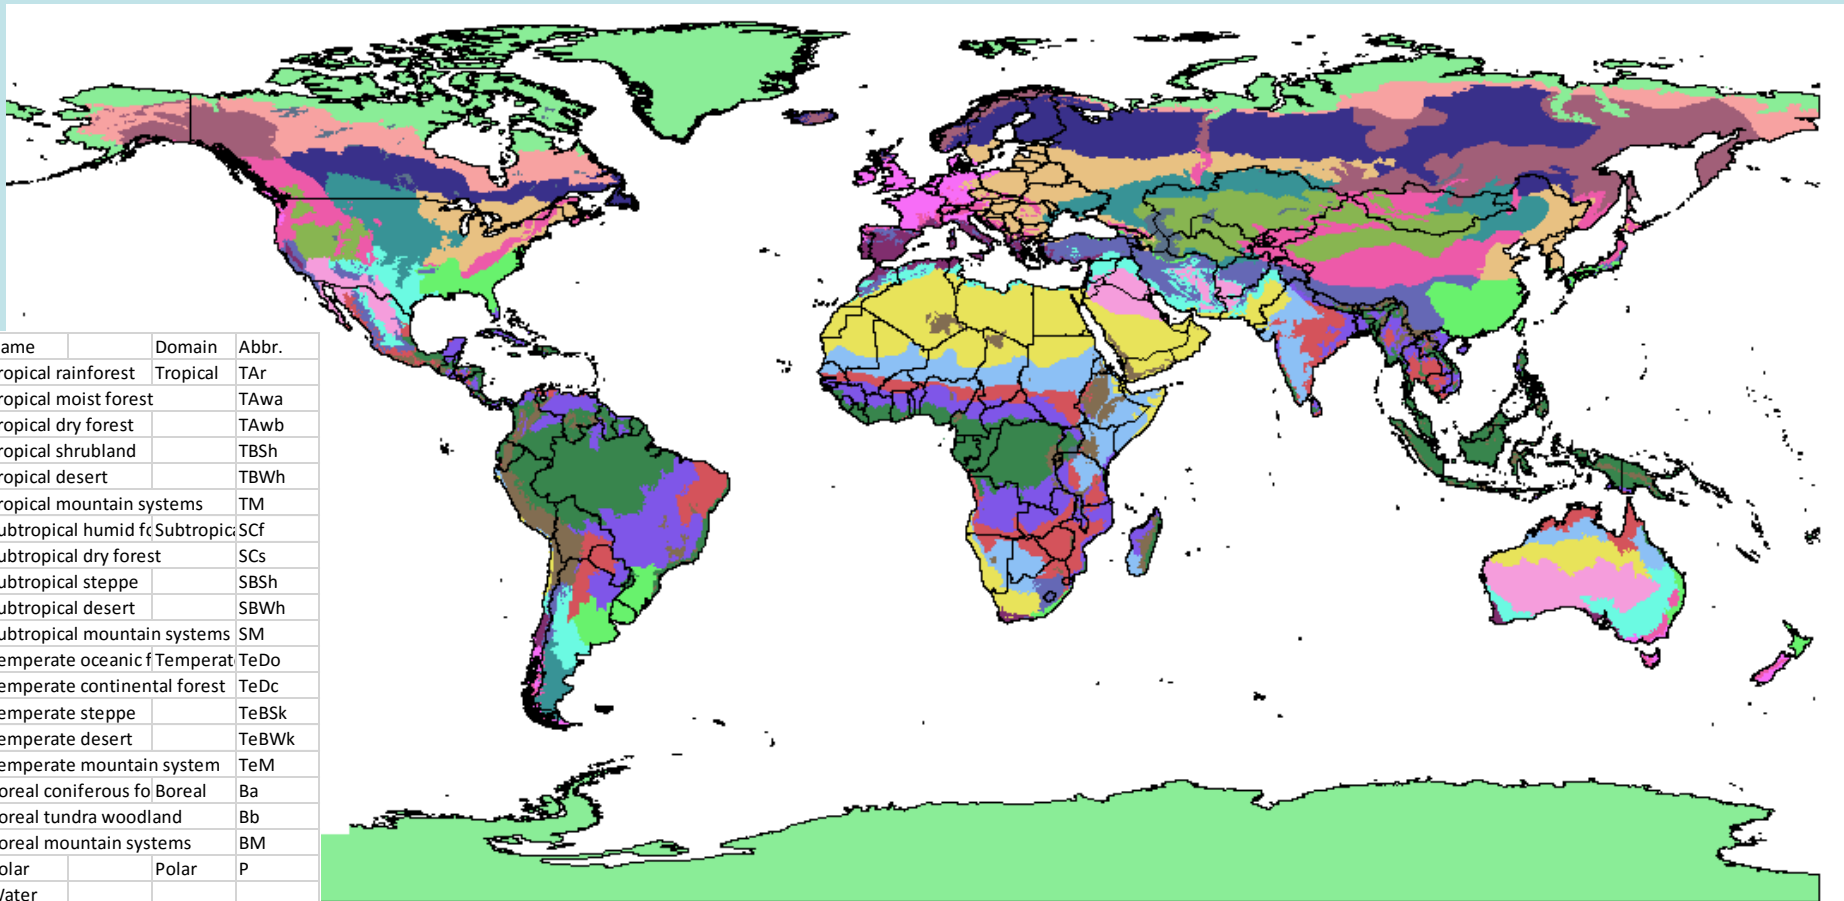 ame Domain Abbr.
ropical rainforest Tropical TAr
ropical moist forest TAwa
ropical dry forest TAwb
ropical shrubland TBSh
ropical desert TBWh
ropical mountain systems TM
ubtropical humid fo Subtropica SCf
ubtropical dry forest SCs
ubtropical steppe SBSh
ubtropical desert SBWh
ubtropical mountain systems SM
emperate oceanic f Temperat TeDo
emperate continental forest TeDc
emperate steppe TeBSk
emperate desert TeBWk
emperate mountain system TeM
oreal coniferous fo Boreal Ba
oreal tundra woodland Bb
oreal mountain systems BM
olar Polar P
Water